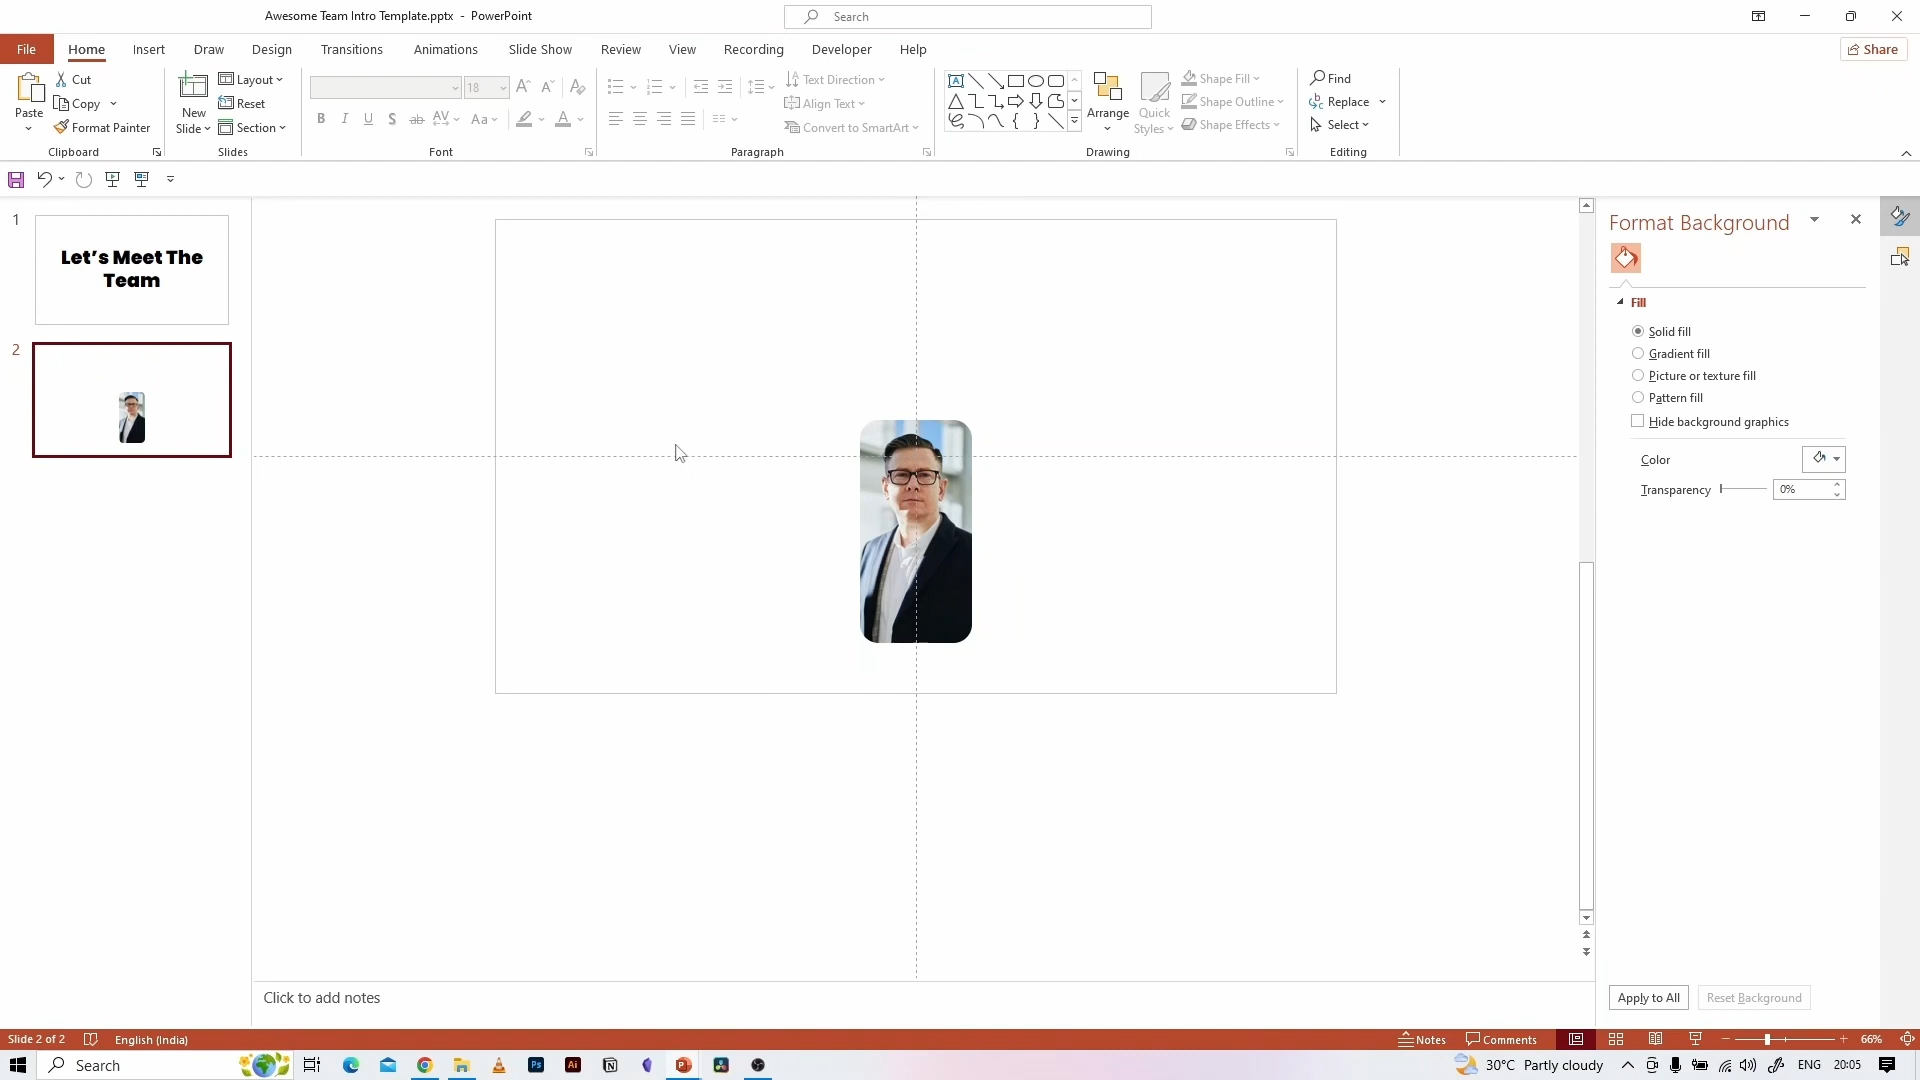 Awesome Team Intro Template.pptx - PowerPoint
Search
File
Home
Insert
Draw
Design
Transitions
Animations
Slide Show
Review
View
Recording
Developer
Help
Share
Paste
Cut
Copy
Format Painter
Clipboard
New
Slide
Layout
Reset
Section
Slides
18
Font
Text Direction
Align Text
Convert to SmartArt
Paragraph
Arrange
Quick
Styles
Shape Fill
Shape Outline
Shape Effects
Drawing
Find
Replace
Select
Editing
1
Let's Meet The
Team
2
Format Background
Fill
Solid fill
Gradient fill
Picture or texture fill
Pattern fill
Hide background graphics
Color
Transparency
0%
Apply to All
Reset Background
Click to add notes
Slide 2 of 2
English (India)
Notes
Comments
66%
Search
Ps
Ai
30°C Partly cloudy
ENG
20:05